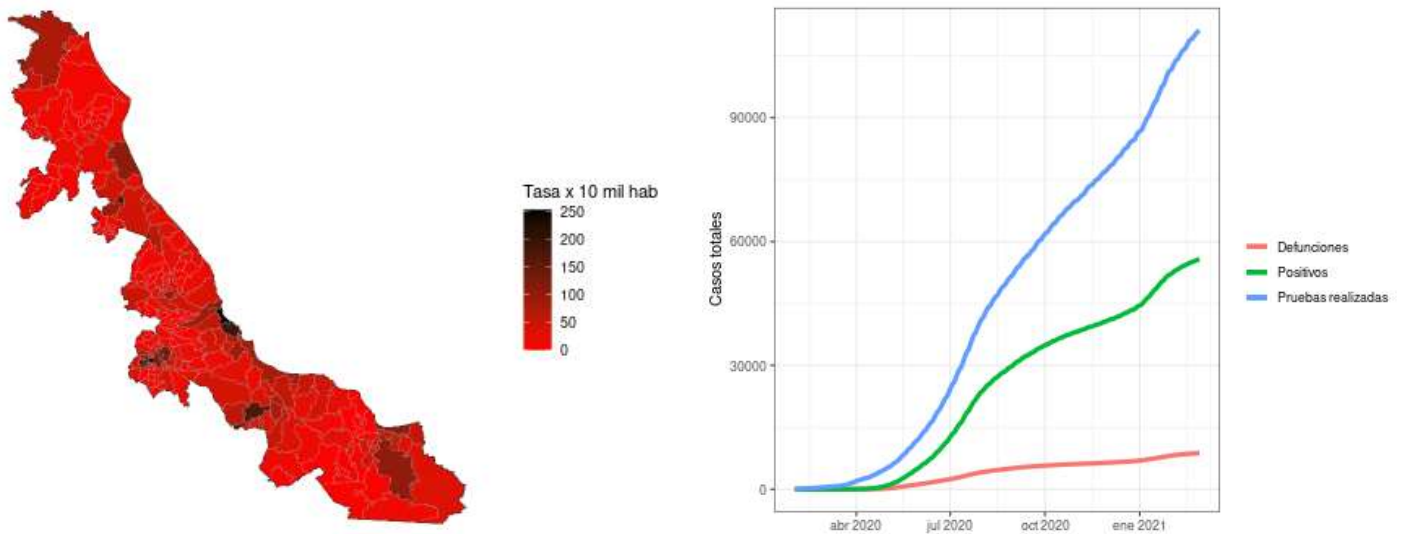 Tasa x 10 mil hab
250
200
150
100
50
0
Casos totales
90000
60000
30000
0
abr 2020
jul 2020
oct 2020
ene 2021
Defunciones
Positivos
Pruebas realizadas